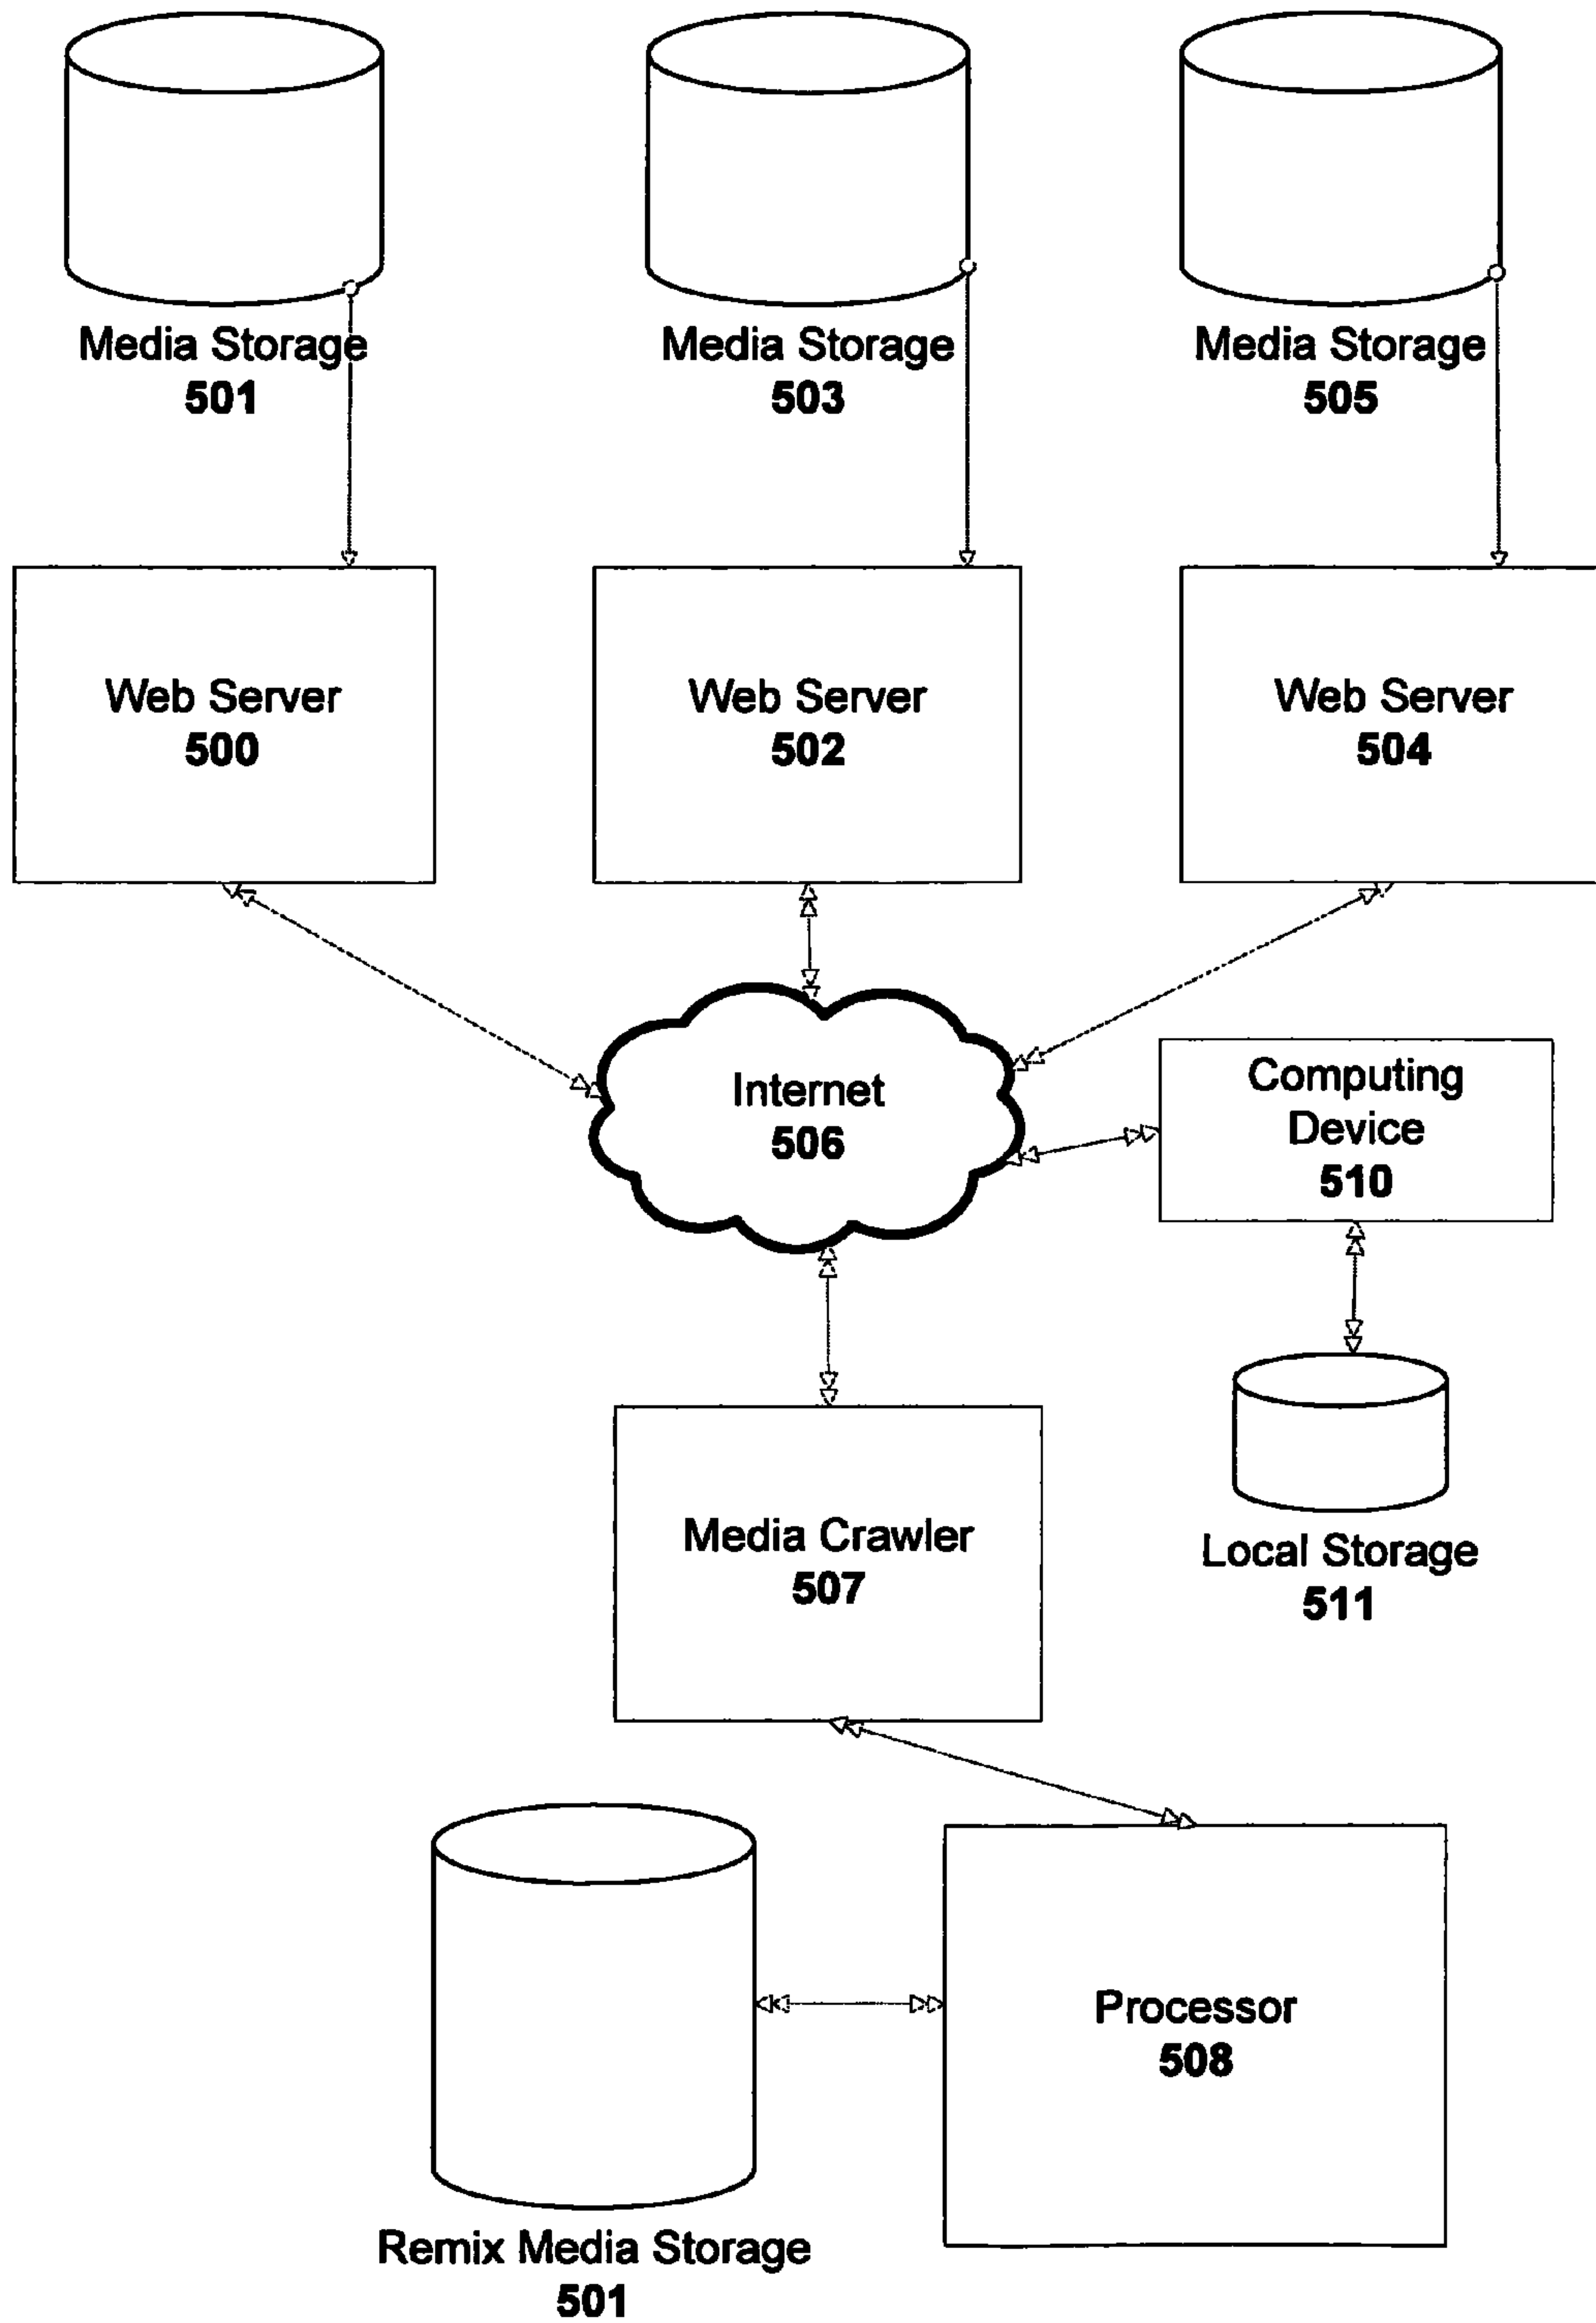 Media Storage
501
Media Storage
503
Media Storage
505
Web Server
500
Web Server
502
Web Server
504
Internet
506
Computing
Device
510
Media Crawler
507
Local Storage
511
Processor
508
Remix Media Storage
501